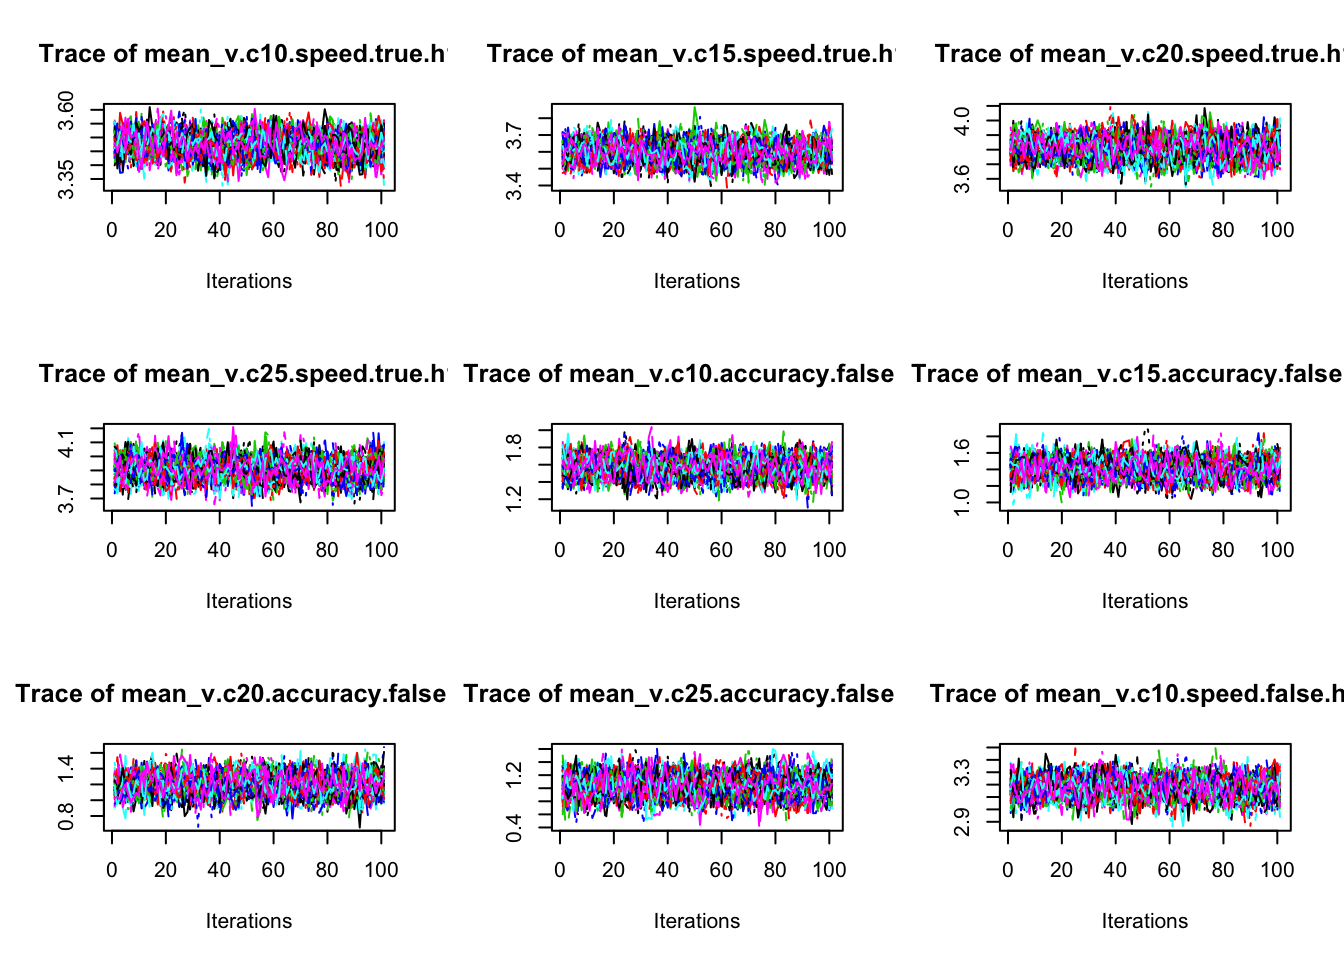 Trace of mean_v.c10.speed.true.h
3.60
3.35
0 20 40 60 80 100
Iterations
Trace of mean_v.c15.speed.true.h
3.7
3.4
0 20 40 60 80 100
Iterations
Trace of mean_v.c20.speed.true.h
4.0
3.6
0 20 40 60 80 100
Iterations
Trace of mean_v.c25.speed.true.h
4.1
3.7
0 20 40 60 80 100
Iterations
Trace of mean_v.c10.accuracy.false
1.8
1.2
0 20 40 60 80 100
Iterations
Trace of mean_v.c15.accuracy.false
1.6
1.0
0 20 40 60 80 100
Iterations
Trace of mean_v.c20.accuracy.false
1.4
0.8
0 20 40 60 80 100
Iterations
Trace of mean_v.c25.accuracy.false
1.2
0.4
0 20 40 60 80 100
Iterations
Trace of mean_v.c10.speed.false.h
3.3
2.9
0 20 40 60 80 100
Iterations